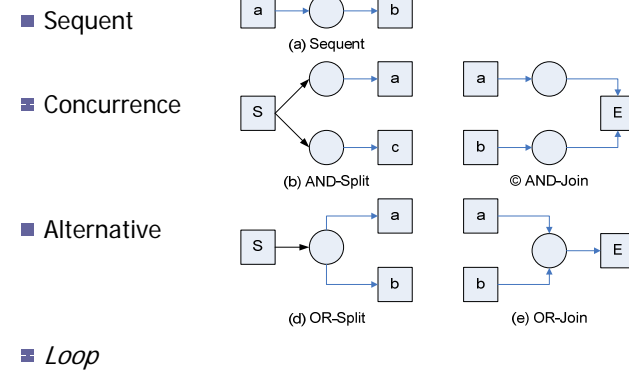 Sequent
a
b
(a) Sequent
Concurrence
S
a
c
(b) AND-Split
a
b
E
© AND-Join
Alternative
S
a
b
(d) OR-Split
a
b
E
(e) OR-Join
Loop